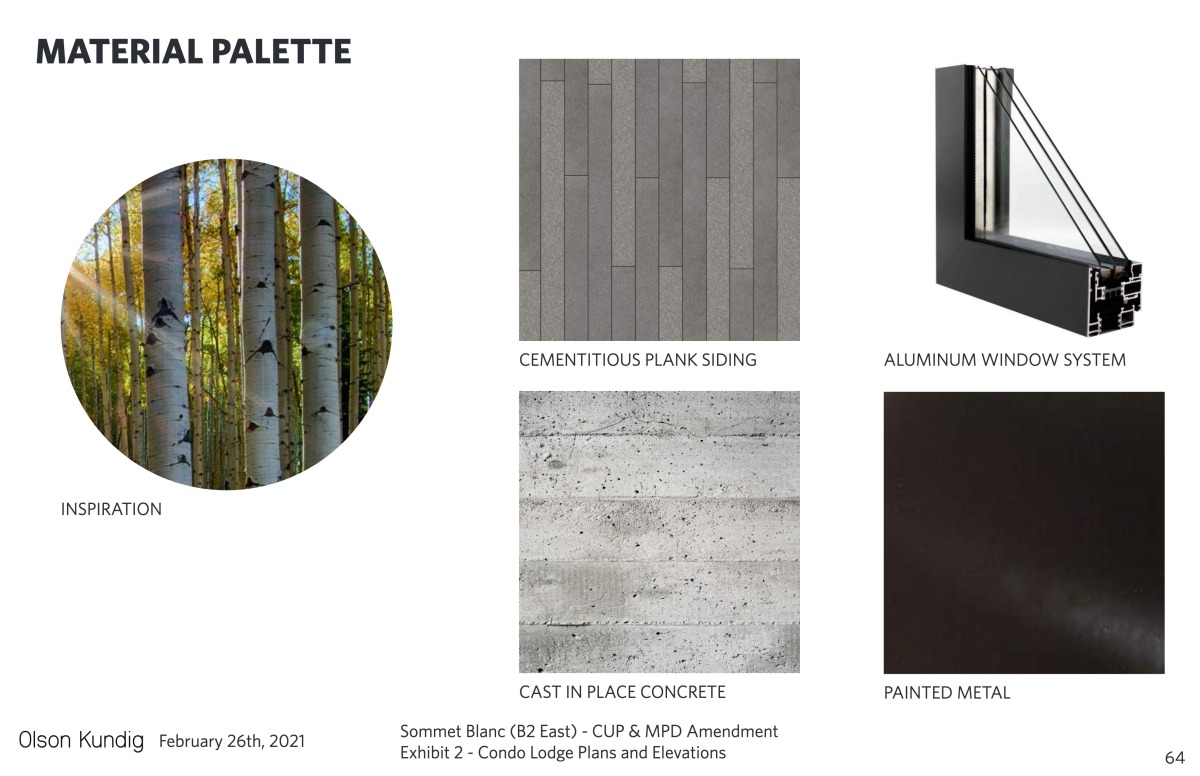 MATERIAL PALETTE
INSPIRATION
CEMENTITIOUS PLANK SIDING
ALUMINUM WINDOW SYSTEM
CAST IN PLACE CONCRETE
PAINTED METAL
Olson Kundig February 26th, 2021
Sommet Blanc (B2 East) - CUP & MPD Amendment
Exhibit 2 - Condo Lodge Plans and Elevations
64